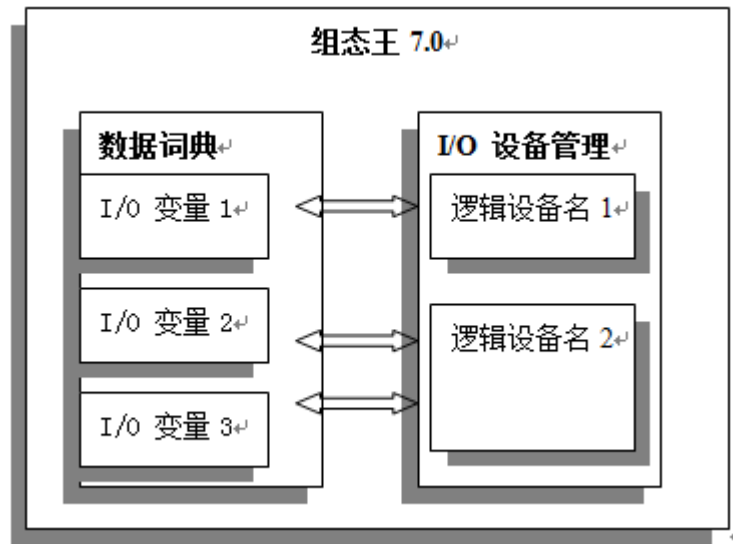 组态王 7.0
数据词典
I/O 变量 1
I/O 变量 2
I/O 变量 3
I/O 设备管理
逻辑设备名 1
逻辑设备名 2